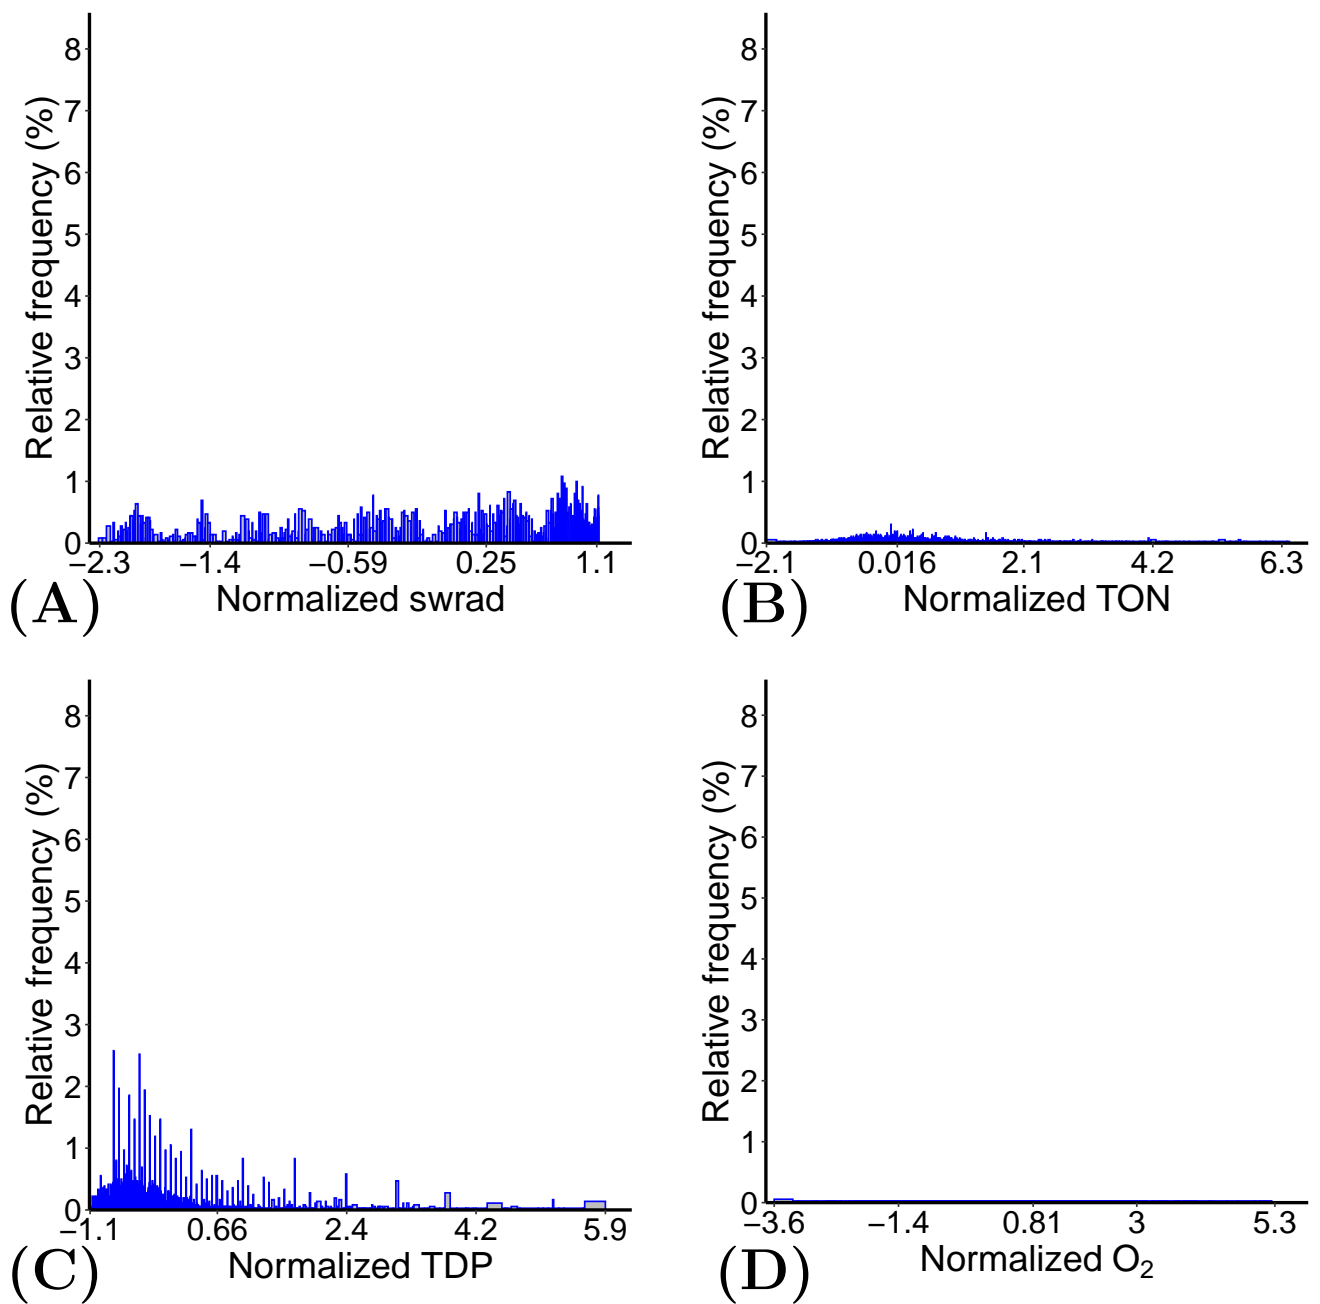 Relative frequency (%)
8
7
6
5
4
3
2
1
0
−2.3 −1.4 −0.59 0.25 1.1
Normalized swrad
(A)
Relative frequency (%)
8
7
6
5
4
3
2
1
0
−2.1 0.016 2.1 4.2 6.3
Normalized TON
(B)
Relative frequency (%)
8
7
6
5
4
3
2
1
0
−1.1 0.66 2.4 4.2 5.9
Normalized TDP
(C)
Relative frequency (%)
8
7
6
5
4
3
2
1
0
−3.6 −1.4 0.81 3 5.3
Normalized O₂
(D)